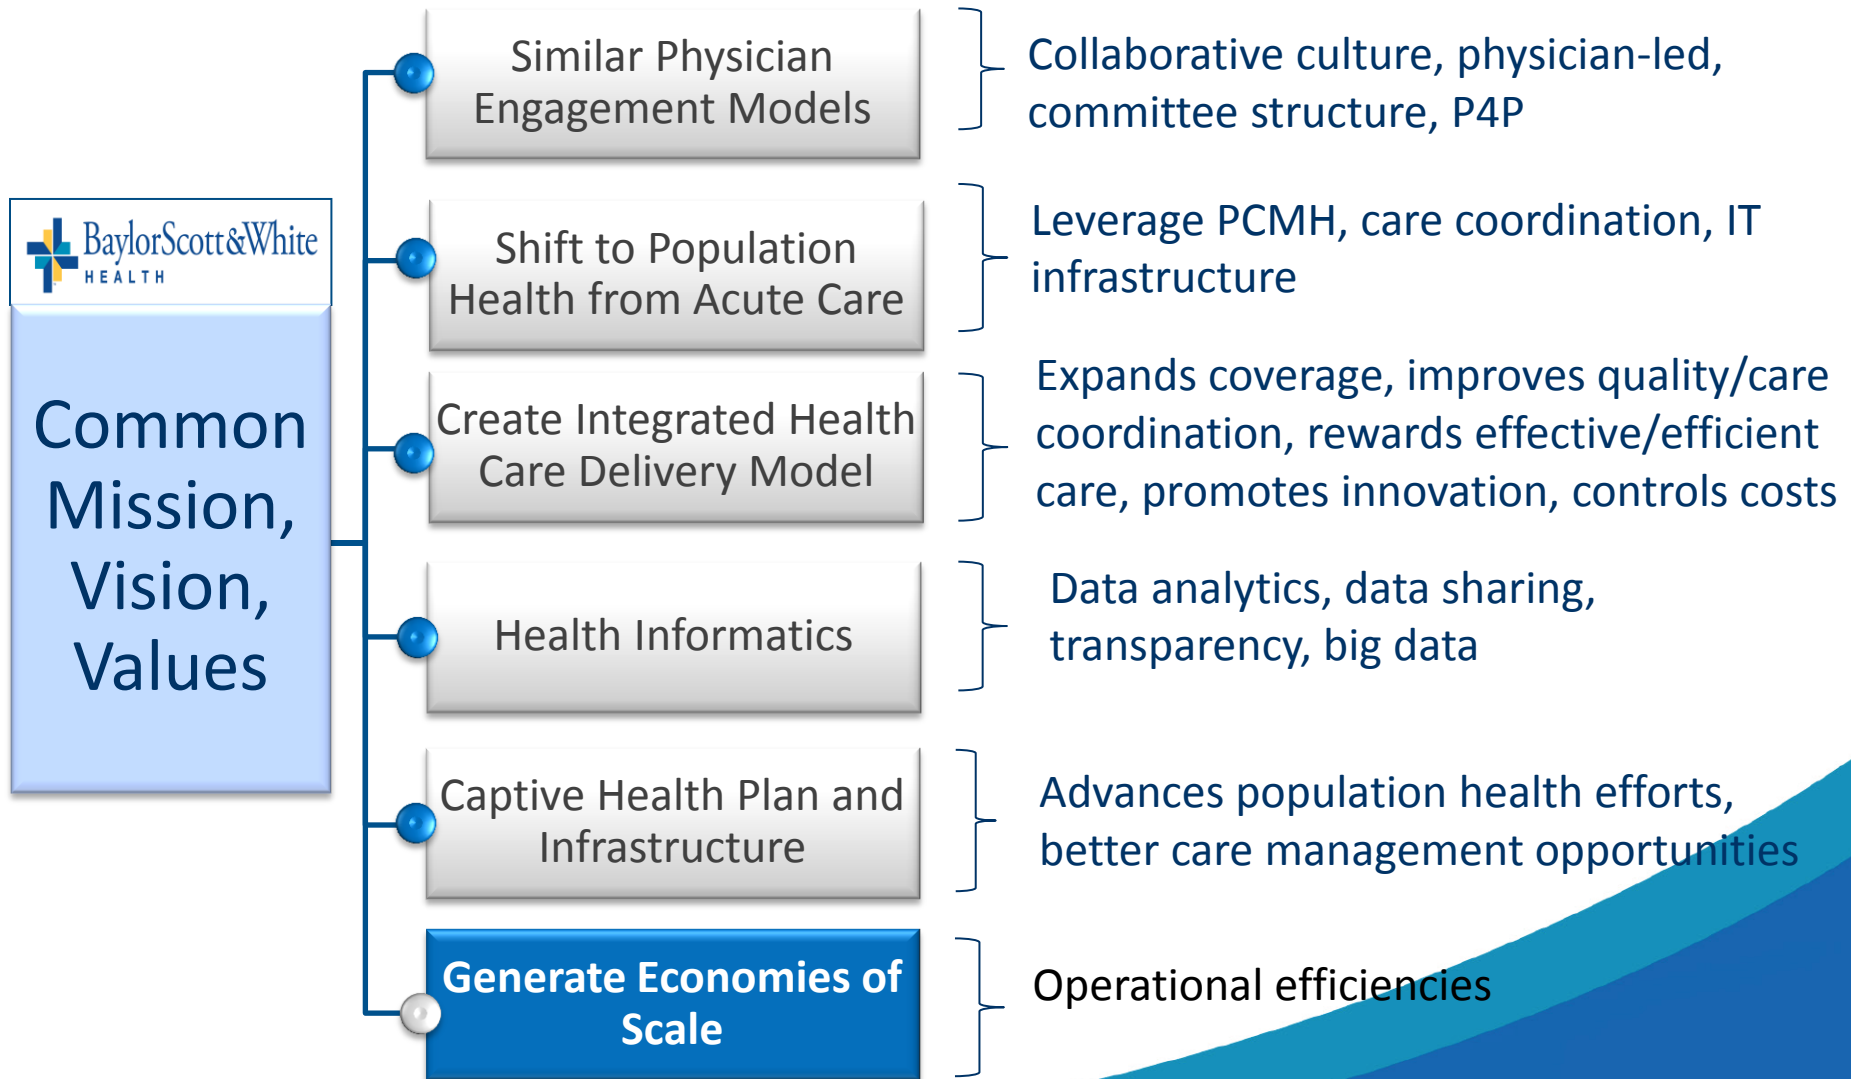 BaylorScott&White
HEALTH
Common
Mission,
Vision,
Values
Similar Physician
Engagement Models
Collaborative culture, physician-led,
committee structure, P4P
Shift to Population
Health from Acute Care
Leverage PCMH, care coordination, IT
infrastructure
Create Integrated Health
Care Delivery Model
Expands coverage, improves quality/care
coordination, rewards effective/efficient
care, promotes innovation, controls costs
Health Informatics
Data analytics, data sharing,
transparency, big data
Captive Health Plan and
Infrastructure
Advances population health efforts,
better care management opportunities
Generate Economies of
Scale
Operational efficiencies